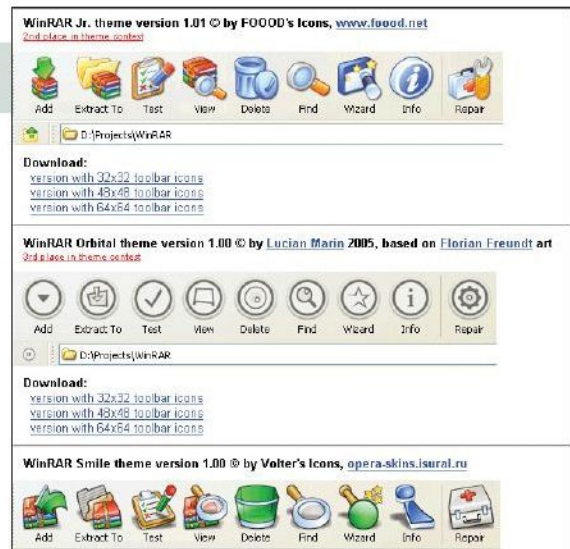 WinRAR Jr. theme version 1.01 © by FOOOD's Icons, www.foood.net
2nd place in theme contest
Add Extract To Test View Delete Find Wizard Info Repair
D:\Projects\WinRAR
Download:
version with 32x32 toolbar icons
version with 48x48 toolbar icons
version with 64x64 toolbar icons
WinRAR Orbital theme version 1.00 © by Lucian Marin 2005, based on Florian Freundt art
3rd place in theme contest
Add Extract To Test View Delete Find Wizard Info Repair
D:\Projects\WinRAR
Download:
version with 32x32 toolbar icons
version with 48x48 toolbar icons
version with 64x64 toolbar icons
WinRAR Smile theme version 1.00 © by Volter's Icons, opera-skins.isural.ru
Add Extract To Test View Delete Find Wizard Info Repair